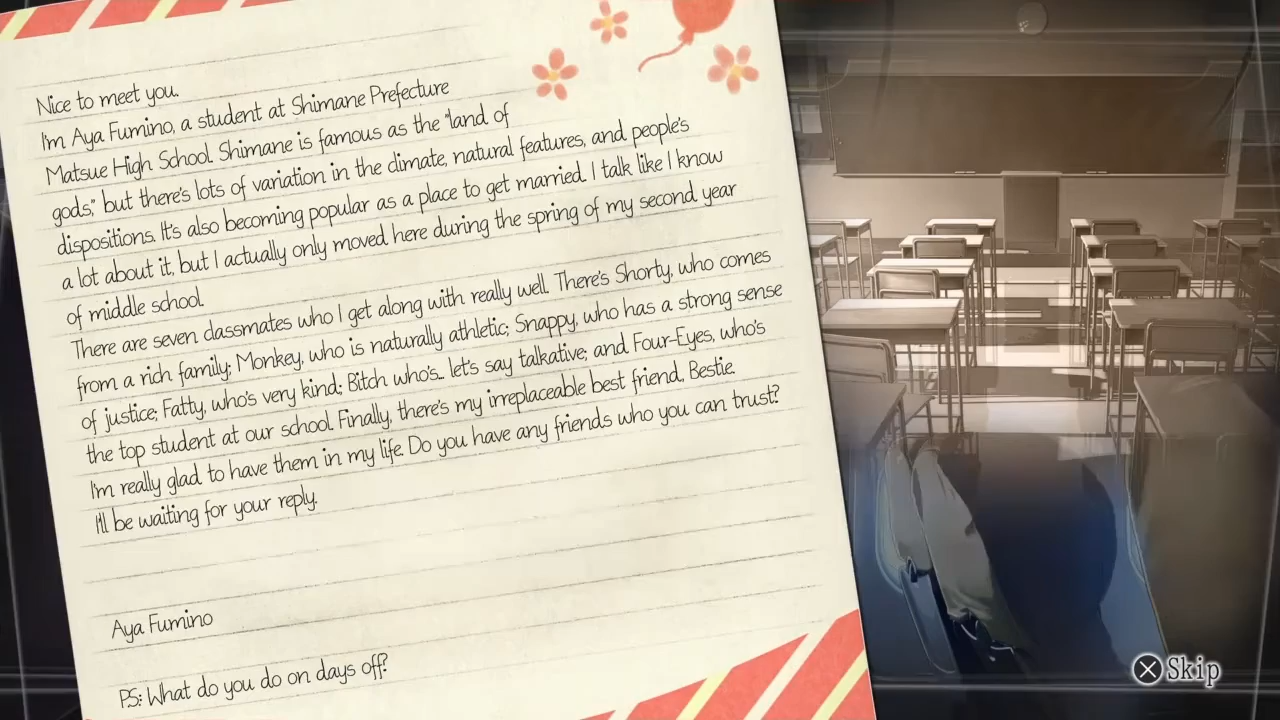 Nice to meet you.
I'm Aya Fumino, a student at Shimane Prefecture
Matsue High School. Shimane is famous as the "land of
gods," but there's lots of variation in the climate, natural features, and people's
dispositions. It's also becoming popular as a place to get married. I talk like I know
a lot about it, but I actually only moved here during the spring of my second year
of middle school.
There are seven classmates who I get along with really well. There's Shorty, who comes
from a rich family; Monkey, who is naturally athletic; Snappy, who has a strong sense
of justice; Fatty, who's very kind; Bitch who's... let's say talkative; and Four-Eyes, who's
the top student at our school. Finally, there's my irreplaceable best friend, Bestie.
I'm really glad to have them in my life. Do you have any friends who you can trust?
I'll be waiting for your reply.
Aya Fumino
PS: What do you do on days off?
Skip